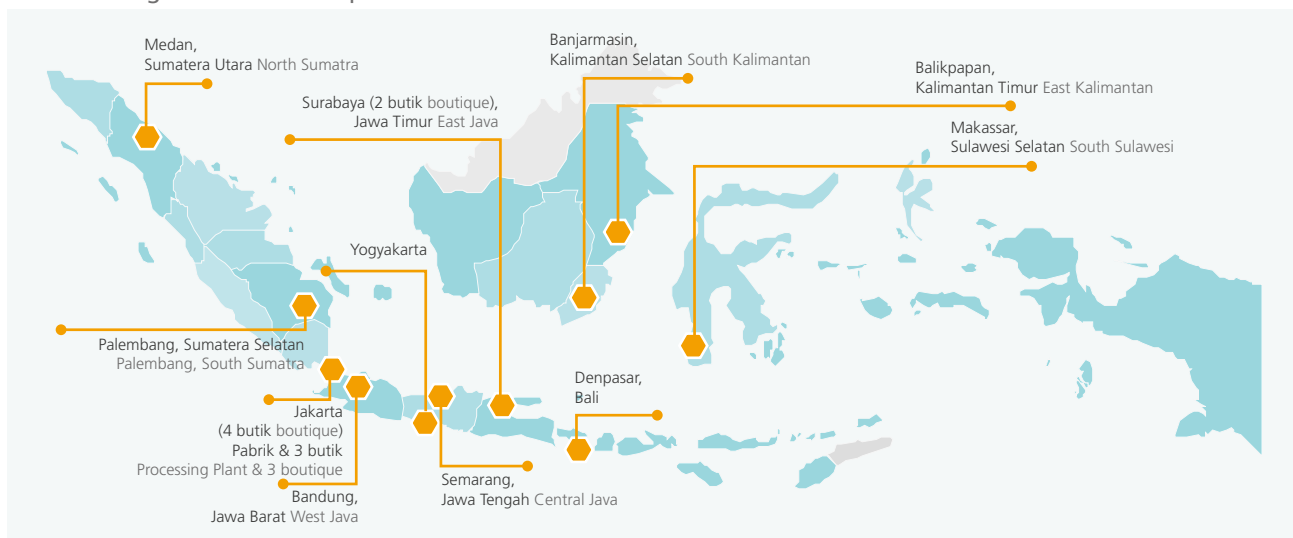 Medan,
Sumatera Utara North Sumatra
Banjarmasin,
Kalimantan Selatan South Kalimantan
Balikpapan,
Kalimantan Timur East Kalimantan
Surabaya (2 butik boutique),
Jawa Timur East Java
Makassar,
Sulawesi Selatan South Sulawesi
Yogyakarta
Palembang, Sumatera Selatan
Palembang, South Sumatra
Denpasar,
Bali
Jakarta
(4 butik boutique)
Pabrik & 3 butik
Processing Plant & 3 boutique
Semarang,
Jawa Tengah Central Java
Bandung,
Jawa Barat West Java